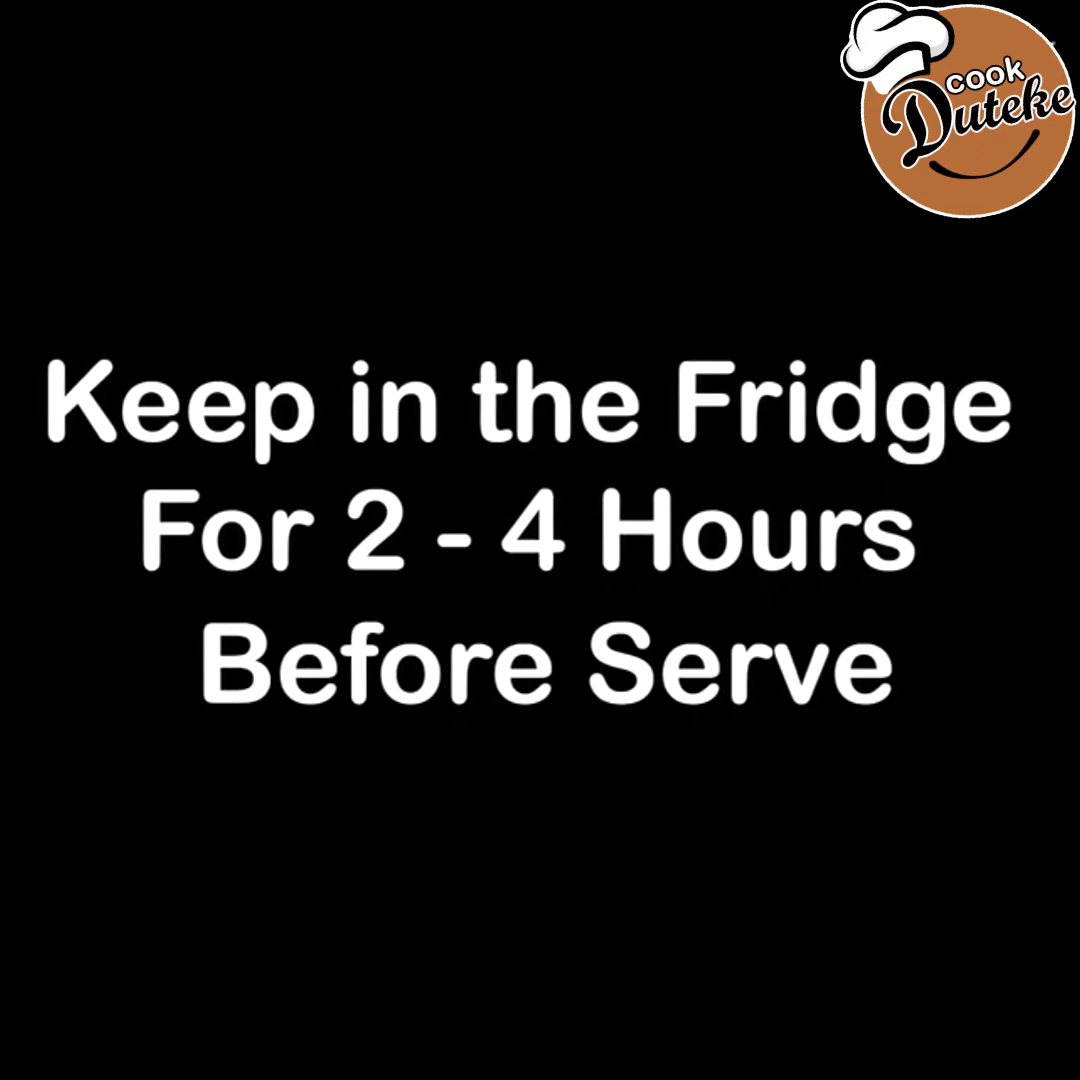 cook
Duteke
Keep in the Fridge
For 2 - 4 Hours
Before Serve